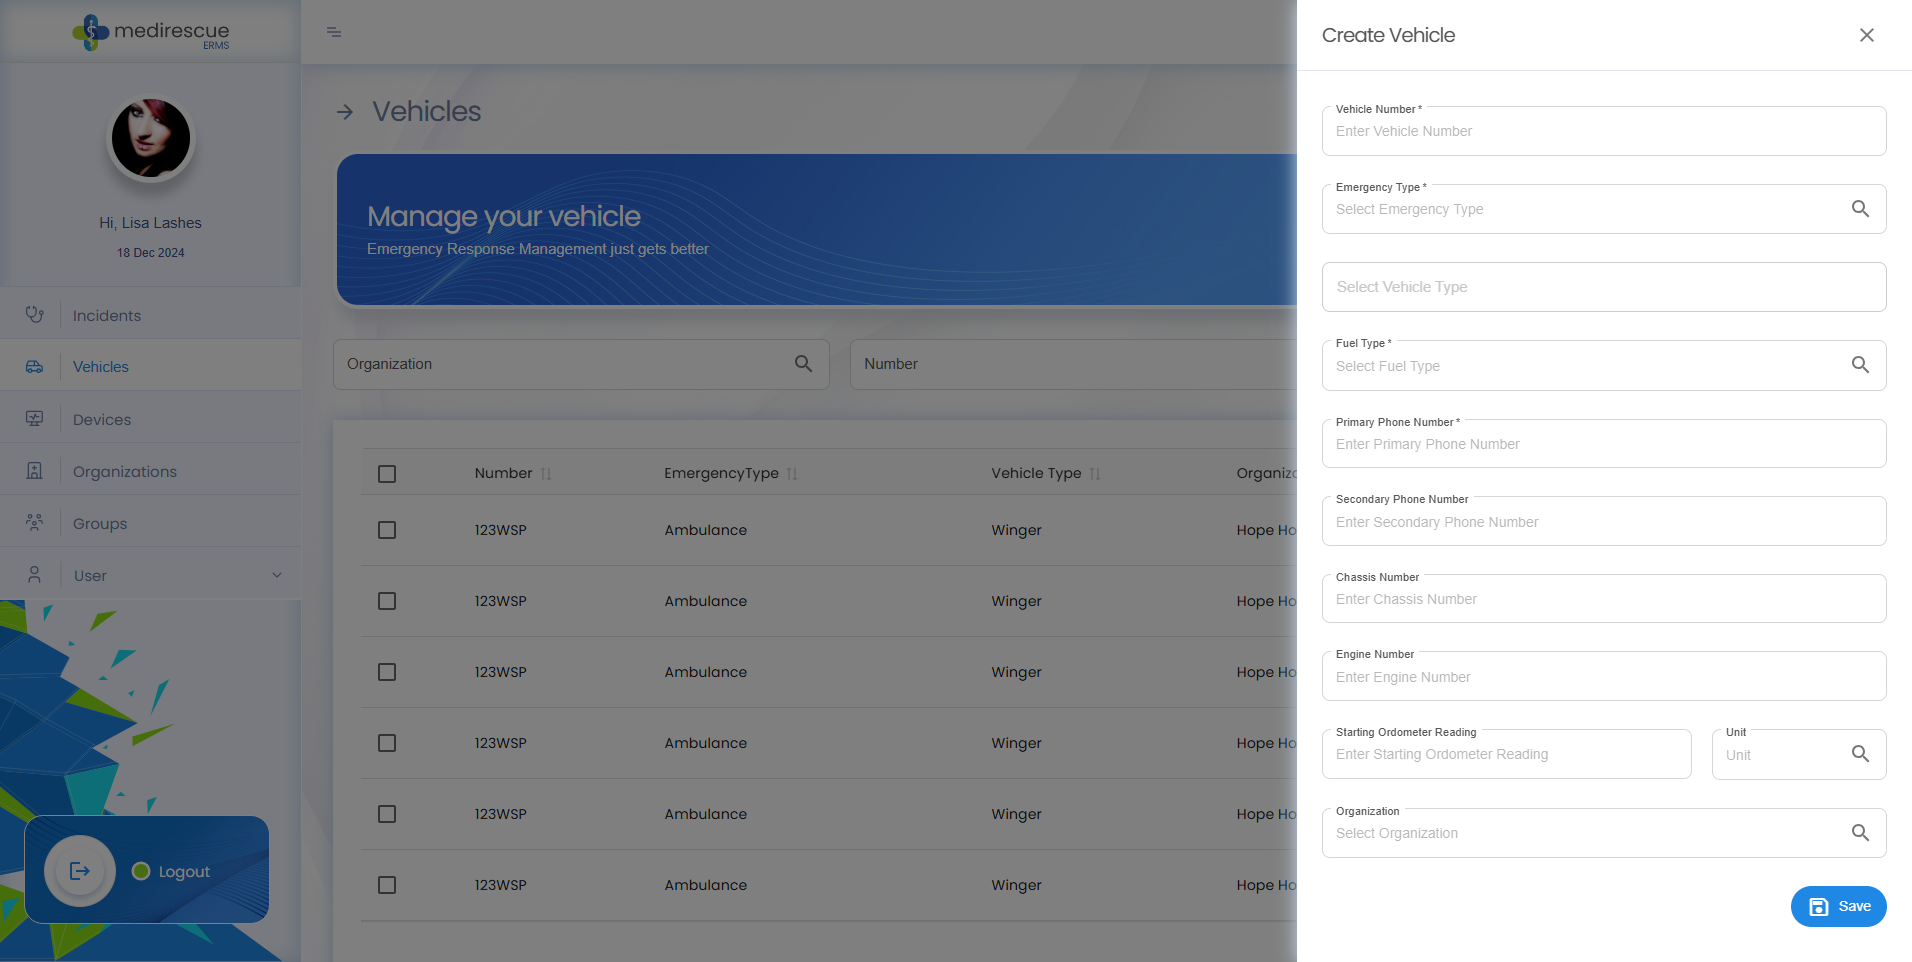 medirescue
ERMS
Hi, Lisa Lashes
18 Dec 2024
Incidents
Vehicles
Devices
Organizations
Groups
User
Logout
Vehicles
Manage your vehicle
Emergency Response Management just gets better
Organization
Number
Number
EmergencyType
Vehicle Type
Organiz
123WSP
Ambulance
Winger
Hope Ho
123WSP
Ambulance
Winger
Hope Ho
123WSP
Ambulance
Winger
Hope Ho
123WSP
Ambulance
Winger
Hope Ho
123WSP
Ambulance
Winger
Hope Ho
123WSP
Ambulance
Winger
Hope Ho
Create Vehicle
Vehicle Number *
Enter Vehicle Number
Emergency Type *
Select Emergency Type
Select Vehicle Type
Fuel Type *
Select Fuel Type
Primary Phone Number *
Enter Primary Phone Number
Secondary Phone Number
Enter Secondary Phone Number
Chassis Number
Enter Chassis Number
Engine Number
Enter Engine Number
Starting Ordometer Reading
Enter Starting Ordometer Reading
Unit
Unit
Organization
Select Organization
Save